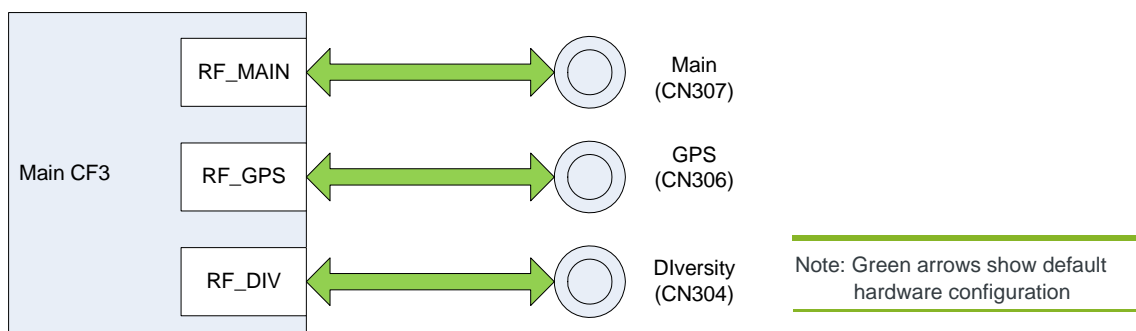 Main CF3
RF_MAIN
Main
(CN307)
RF_GPS
GPS
(CN306)
RF_DIV
DIversity
(CN304)
Note: Green arrows show default
hardware configuration